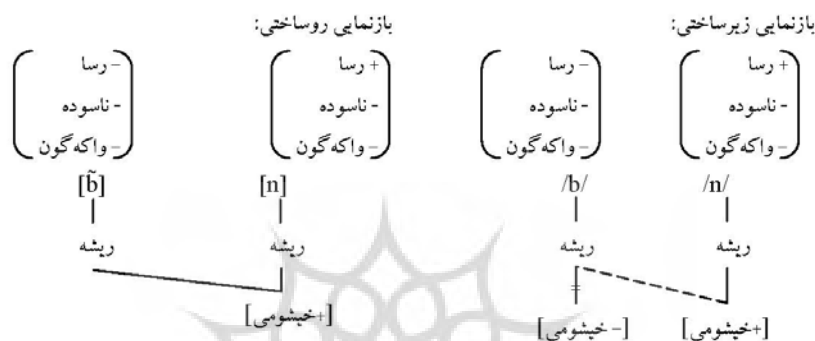 بازنمایی زیرساختی: بازنمایی روساختی:
+ رسا – رسا + رسا – رسا
- ناسوده - ناسوده - ناسوده - ناسوده
– واکه‌گون – واکه‌گون – واکه‌گون – واکه‌گون
/n/ /b/ [n] [b̃]
ریشه ریشه ریشه ریشه
[+خیشومی] [– خیشومی] [+خیشومی]